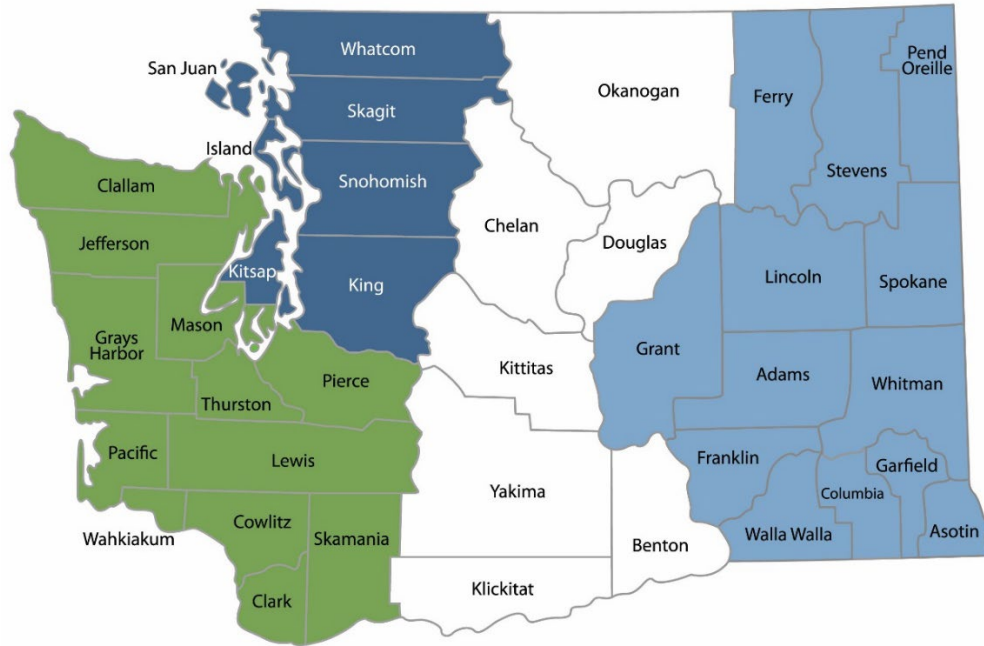 Whatcom
San Juan
Pend
Oreille
Okanogan
Ferry
Skagit
Island
Snohomish
Stevens
Clallam
Chelan
Douglas
Jefferson
Kitsap
King
Lincoln
Spokane
Mason
Grays
Harbor
Grant
Kittitas
Adams
Pierce
Whitman
Thurston
Pacific
Lewis
Franklin
Garfield
Yakima
Columbia
Cowlitz
Wahkiakum
Skamania
Benton
Walla Walla
Asotin
Klickitat
Clark